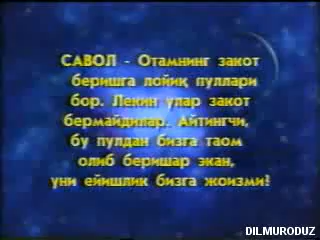 САВОЛ - Отамнинг закот
беришга лойиқ пуллари
бор. Лекин улар закот
бермайдилар. Айтингчи,
бу пулдан бизга таом
олиб беришар экан,
уни ейишлик бизга жоизми?
DILMURODUZ